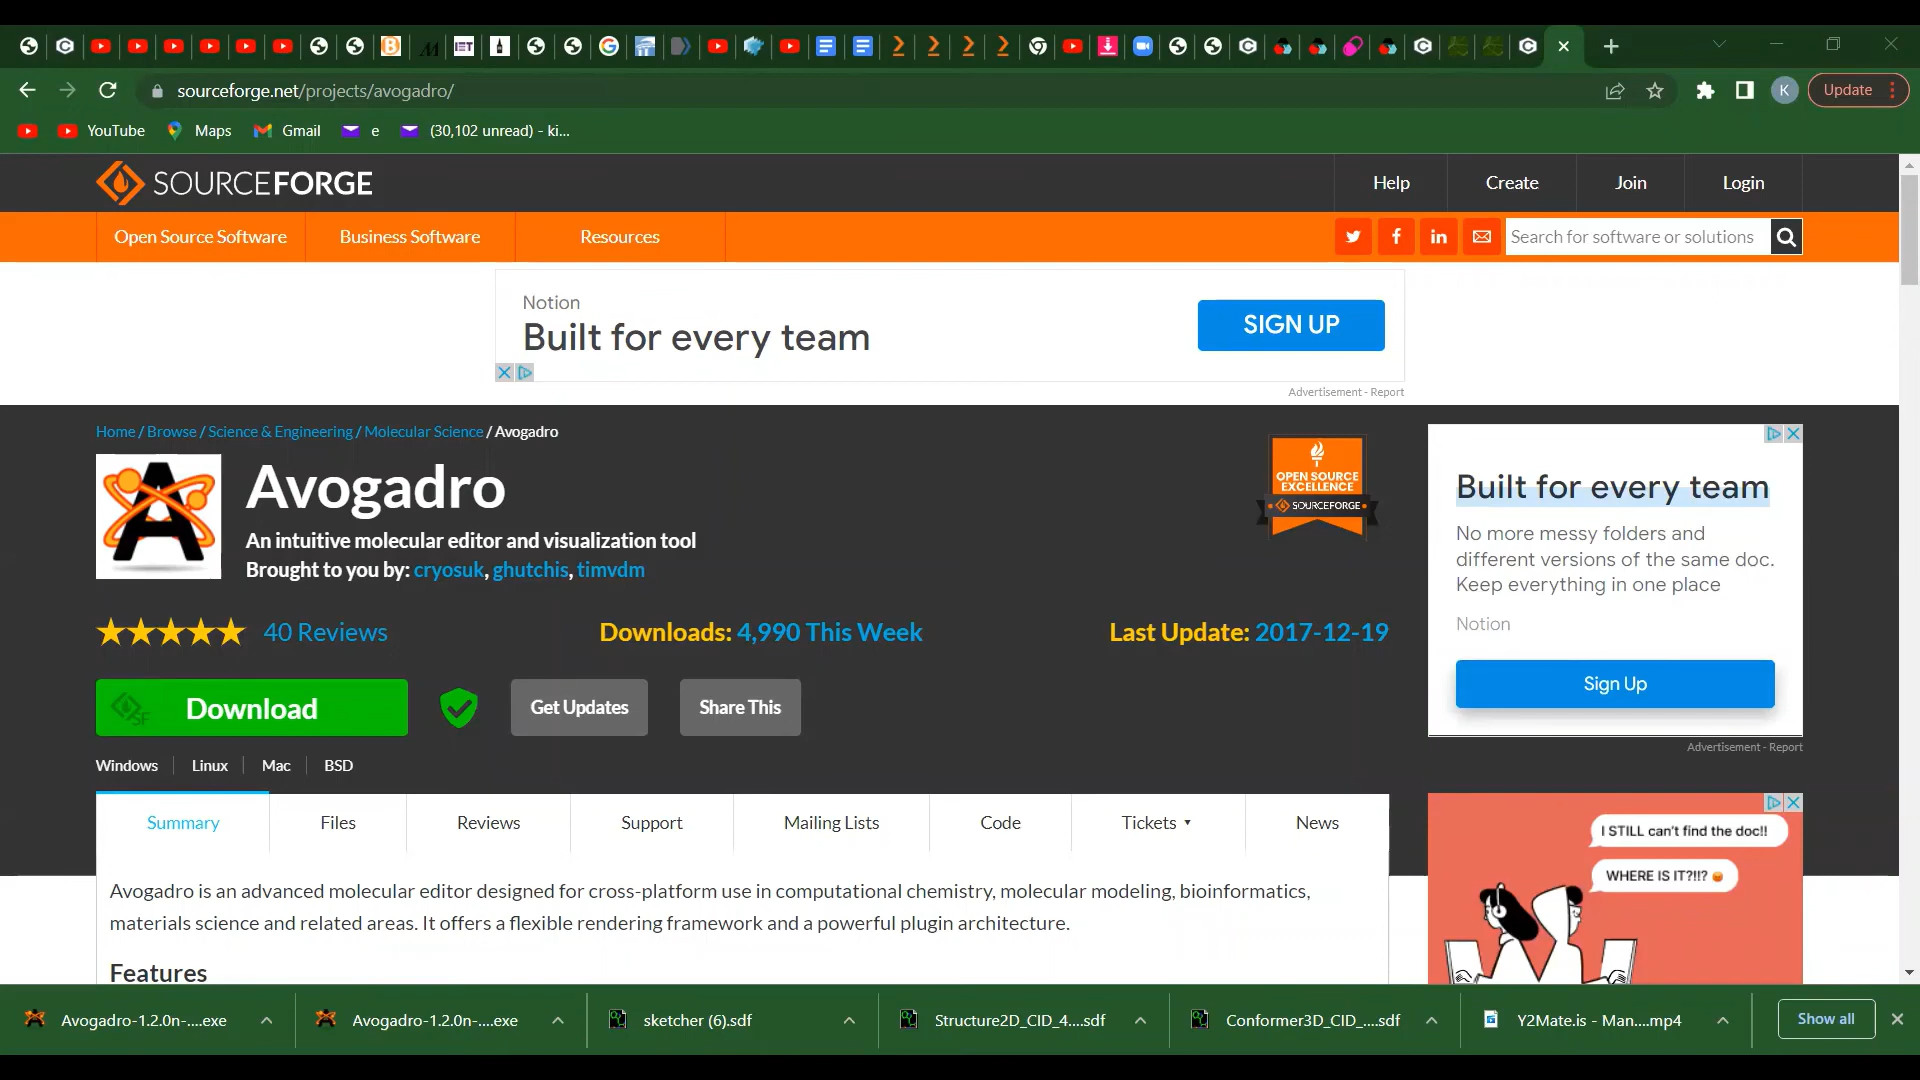 sourceforge.net/projects/avogadro/
K
Update
YouTube
Maps
Gmail
e
(30,102 unread) - ki...
SOURCEFORGE
Help
Create
Join
Login
Open Source Software
Business Software
Resources
Search for software or solutions
Notion
Built for every team
SIGN UP
Advertisement - Report
Home / Browse / Science & Engineering / Molecular Science / Avogadro
Avogadro
An intuitive molecular editor and visualization tool
Brought to you by: cryosuk, ghutchis, timvdm
OPEN SOURCE
EXCELLENCE
SOURCEFORGE
Built for every team
No more messy folders and
different versions of the same doc.
Keep everything in one place
Notion
Sign Up
Advertisement - Report
40 Reviews
Downloads: 4,990 This Week
Last Update: 2017-12-19
SF
Download
Get Updates
Share This
Windows
Linux
Mac
BSD
Summary
Files
Reviews
Support
Mailing Lists
Code
Tickets
News
I STILL can't find the doc!!
WHERE IS IT?!!?
Avogadro is an advanced molecular editor designed for cross-platform use in computational chemistry, molecular modeling, bioinformatics,
materials science and related areas. It offers a flexible rendering framework and a powerful plugin architecture.
Features
Avogadro-1.2.0n-....exe
Avogadro-1.2.0n-....exe
sketcher (6).sdf
Structure2D_CID_4....sdf
Conformer3D_CID_....sdf
Y2Mate.is - Man....mp4
Show all